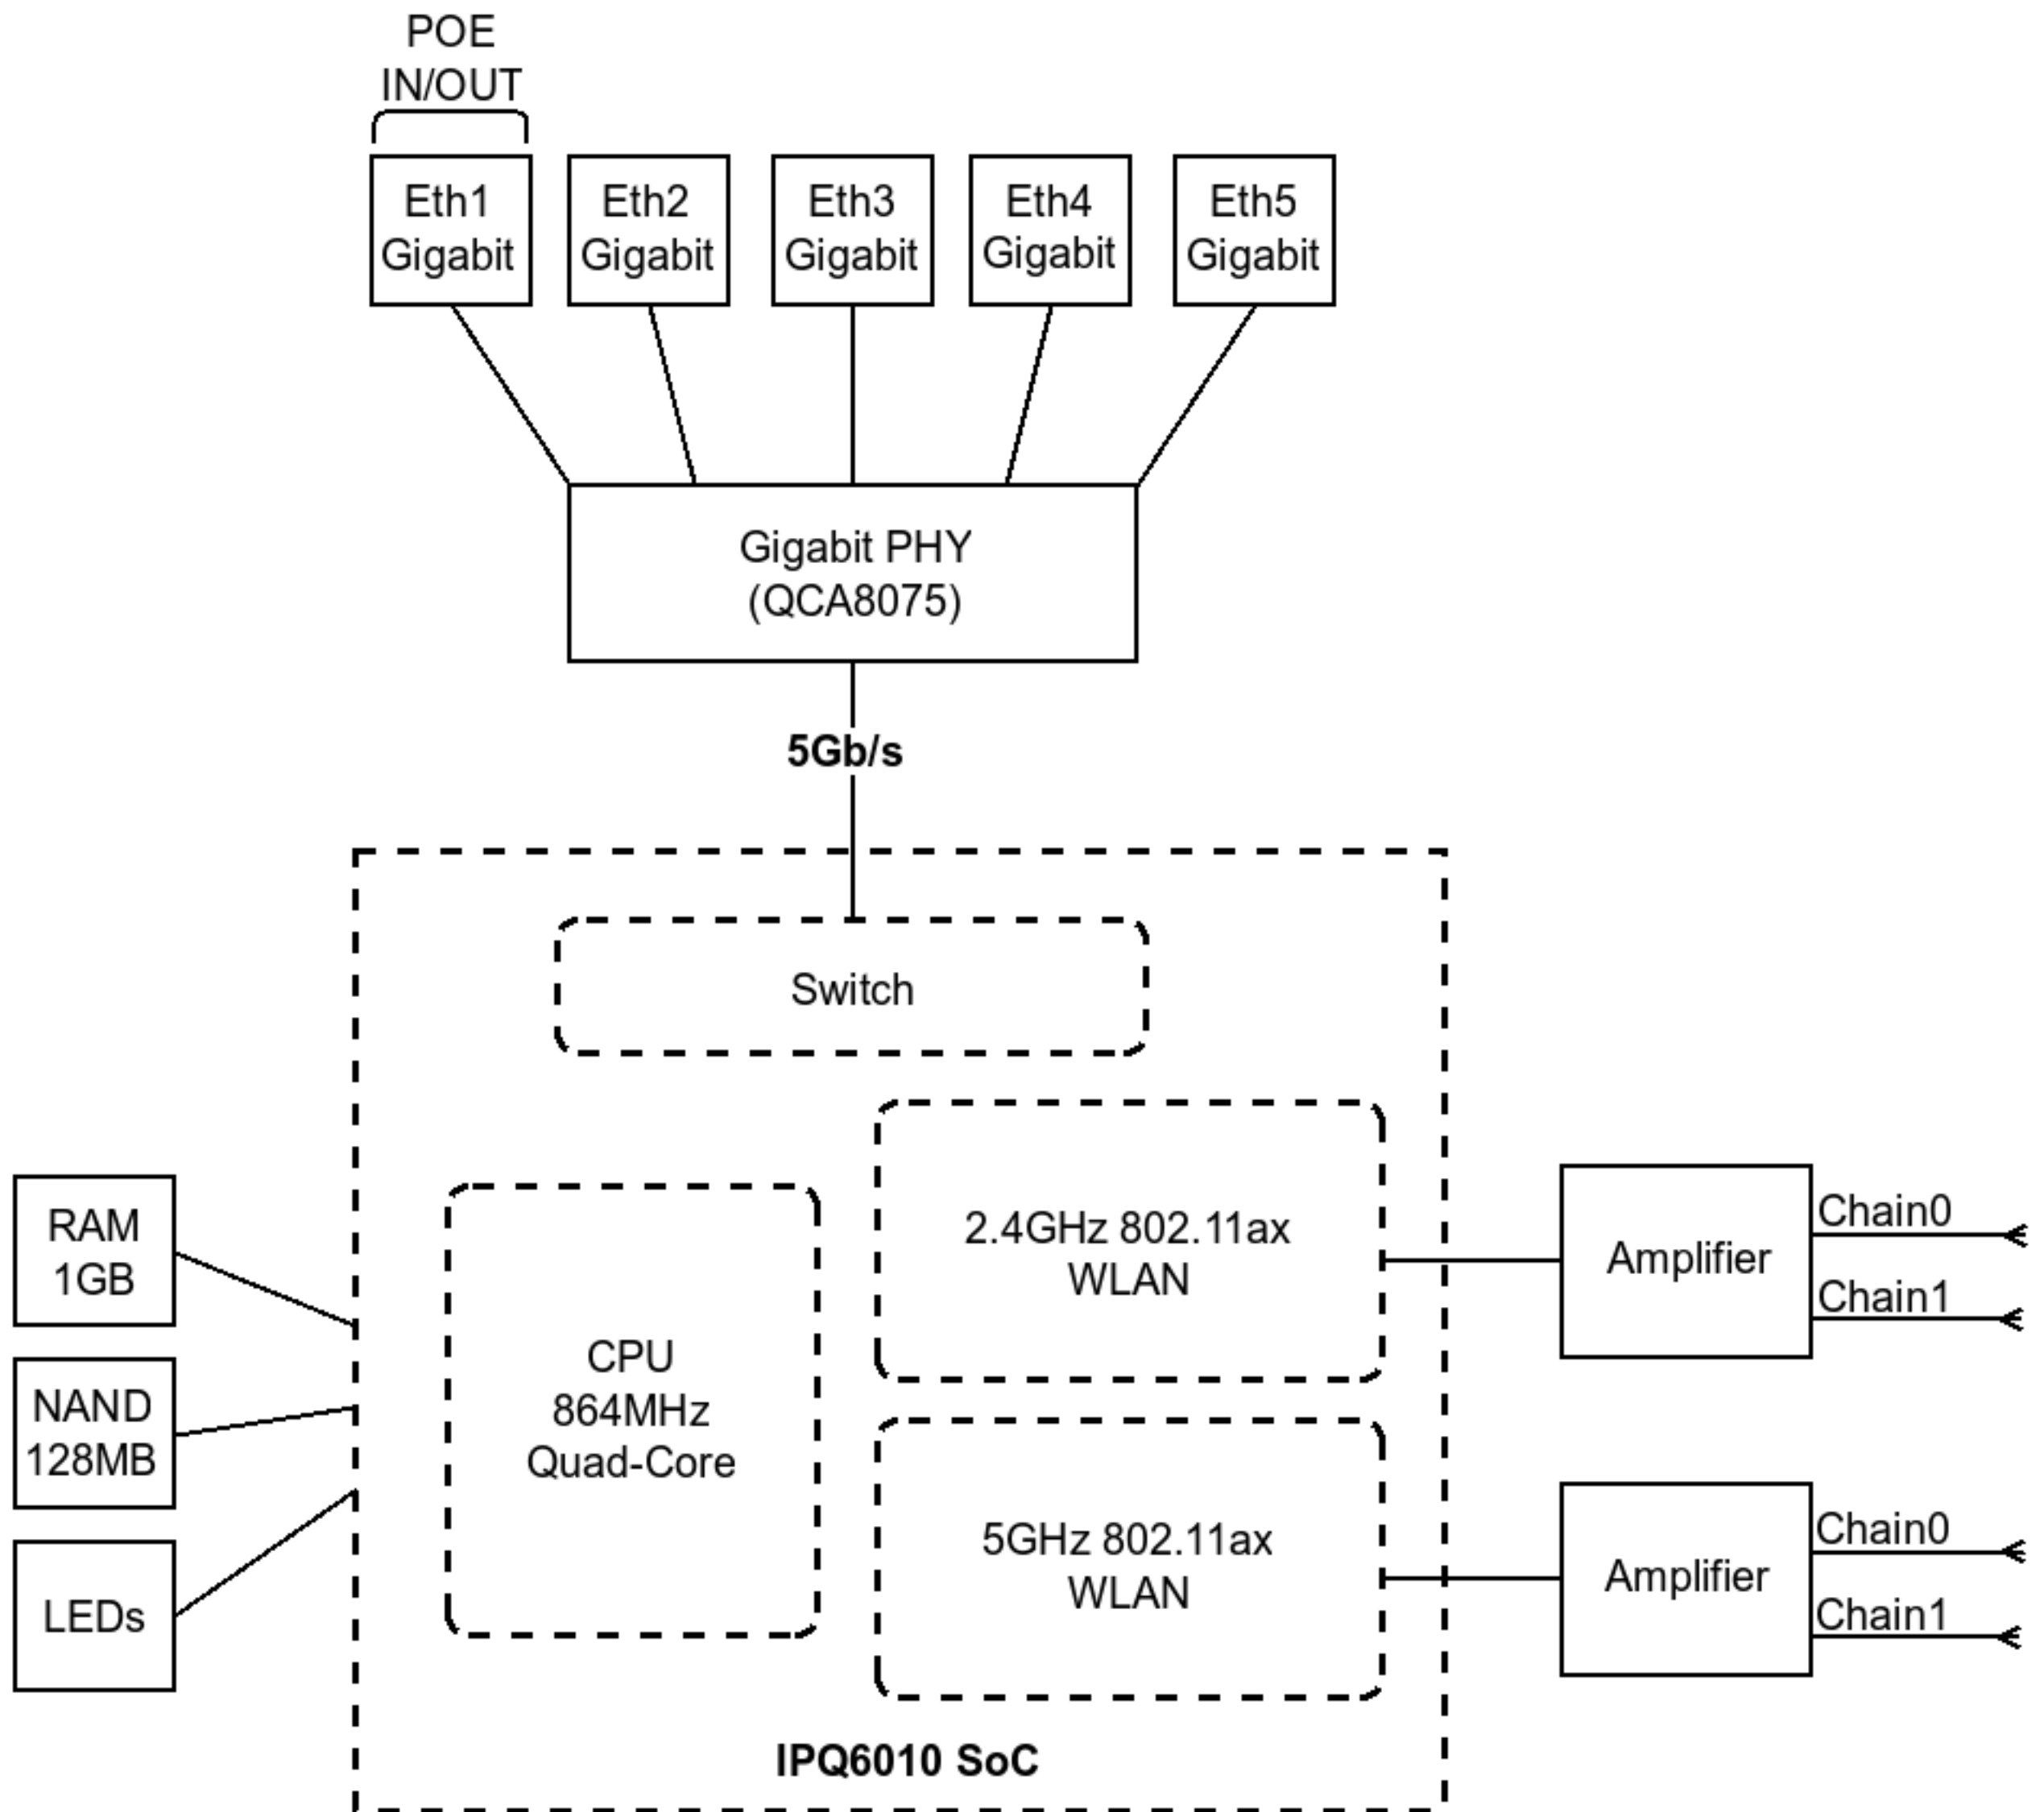 POE
IN/OUT
Eth1
Gigabit
Eth2
Gigabit
Eth3
Gigabit
Eth4
Gigabit
Eth5
Gigabit
Gigabit PHY
(QCA8075)
5Gb/s
Switch
RAM
1GB
NAND
128MB
LEDs
CPU
864MHz
Quad-Core
2.4GHz 802.11ax
WLAN
5GHz 802.11ax
WLAN
Amplifier
Chain0
Chain1
Amplifier
Chain0
Chain1
IPQ6010 SoC